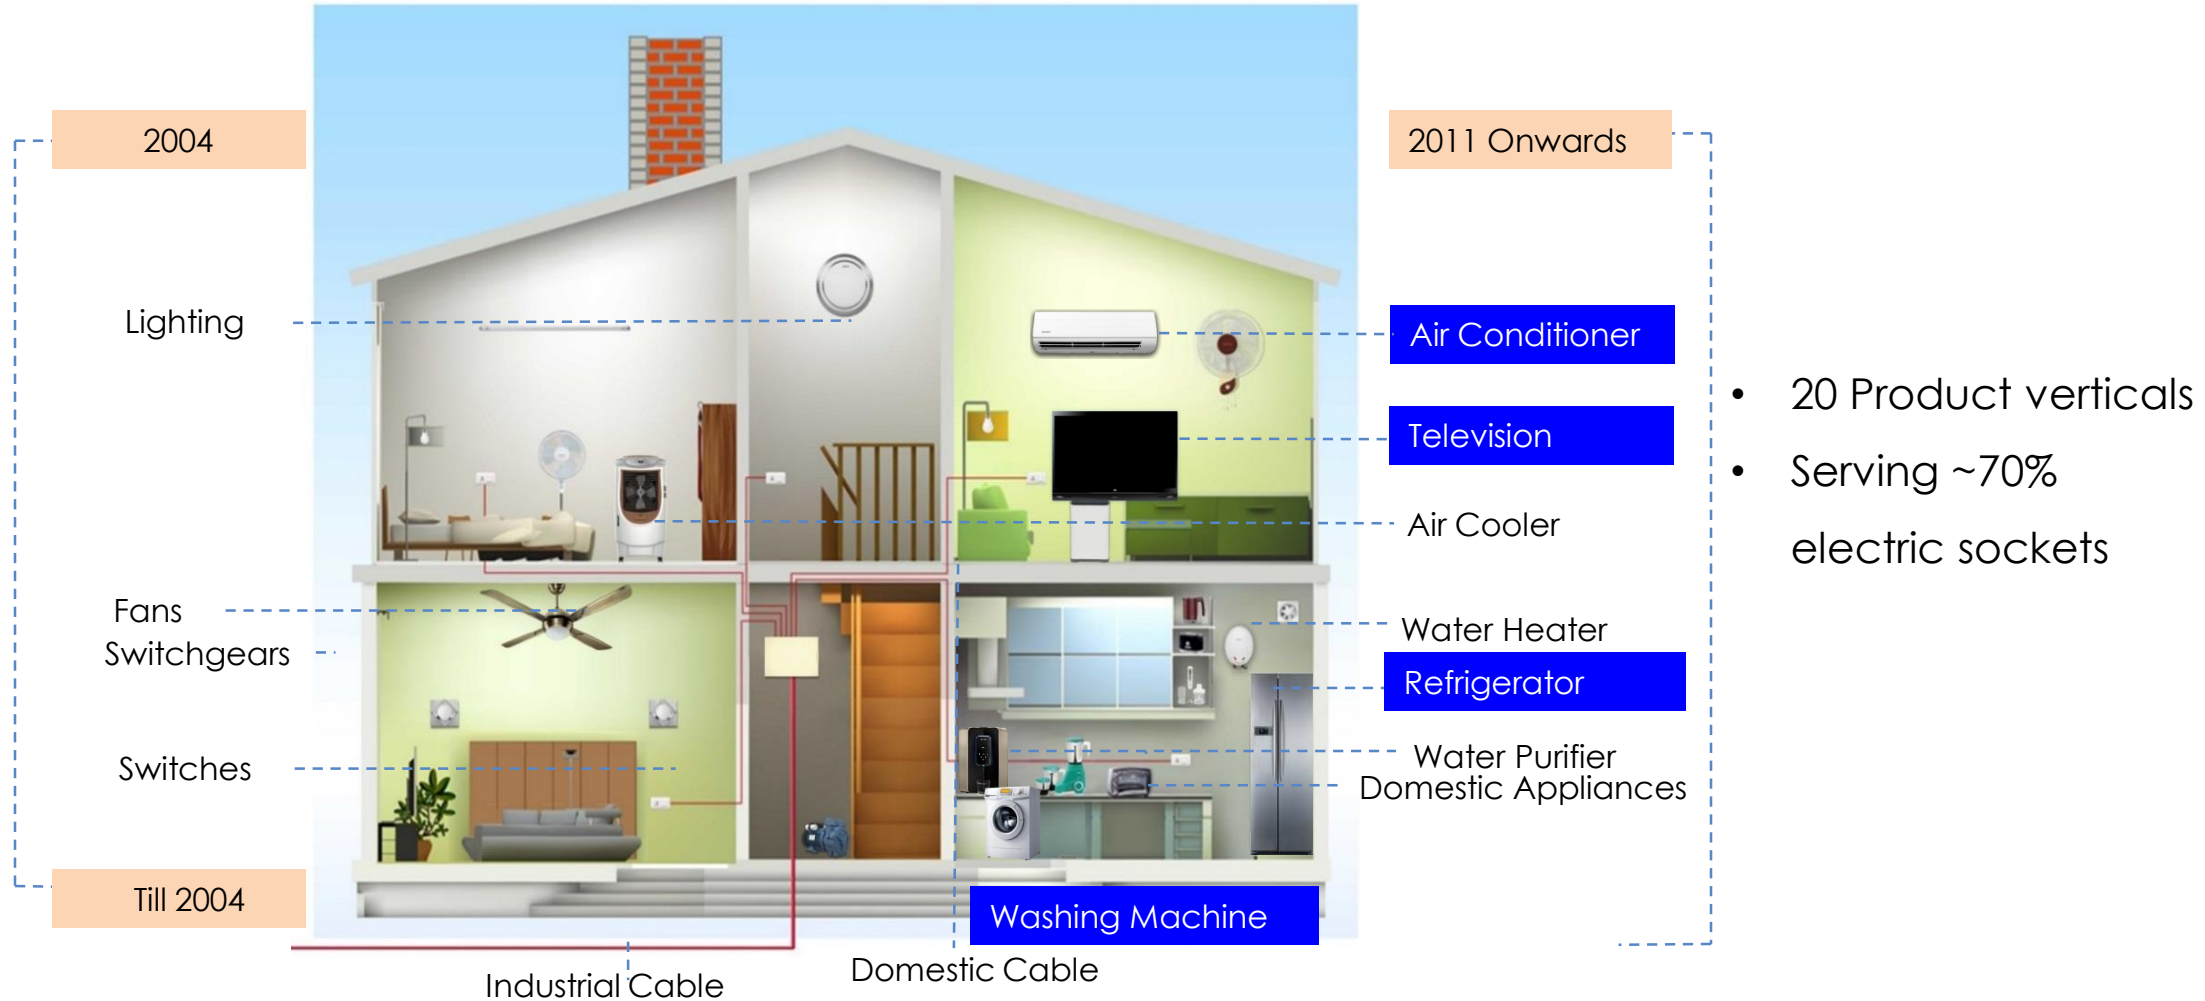 2004
2011 Onwards
Lighting
Air Conditioner
Television
Air Cooler
• 20 Product verticals
• Serving ~70%
electric sockets
Fans
Switchgears
Switches
Water Heater
Refrigerator
Water Purifier
Domestic Appliances
Till 2004
Washing Machine
Industrial Cable
Domestic Cable